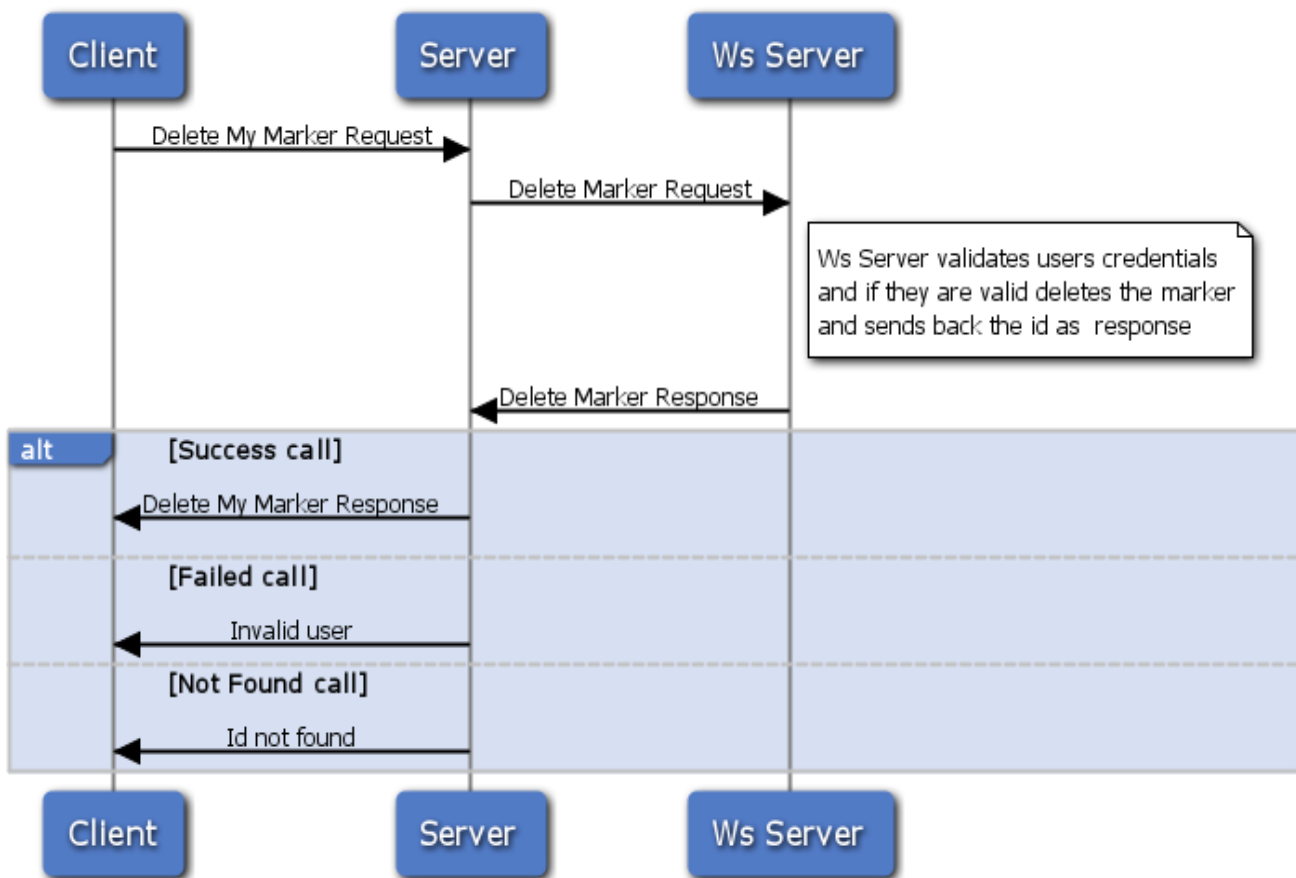 Client Server Ws Server
Delete My Marker Request
Delete Marker Request
Ws Server validates users credentials
and if they are valid deletes the marker
and sends back the id as  response
Delete Marker Response
alt [Success call]
Delete My Marker Response
[Failed call]
Invalid user
[Not Found call]
Id not found
Client Server Ws Server